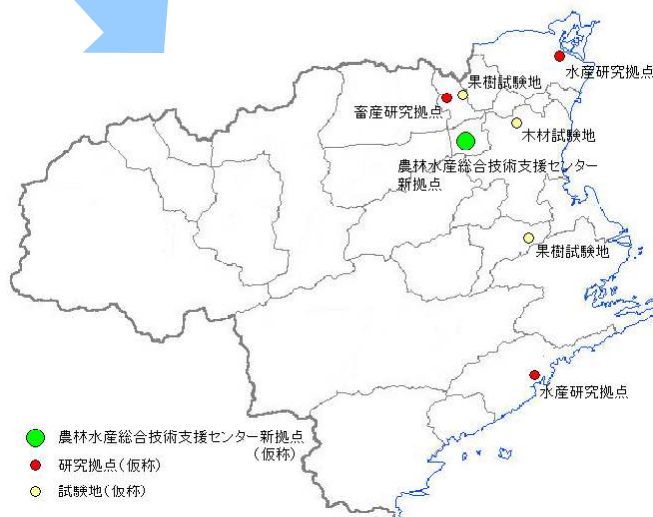 水産研究拠点
果樹試験地
畜産研究拠点
木材試験地
農林水産総合技術支援センター
新拠点
果樹試験地
水産研究拠点
農林水産総合技術支援センター新拠点
(仮称)
研究拠点(仮称)
試験地(仮称)